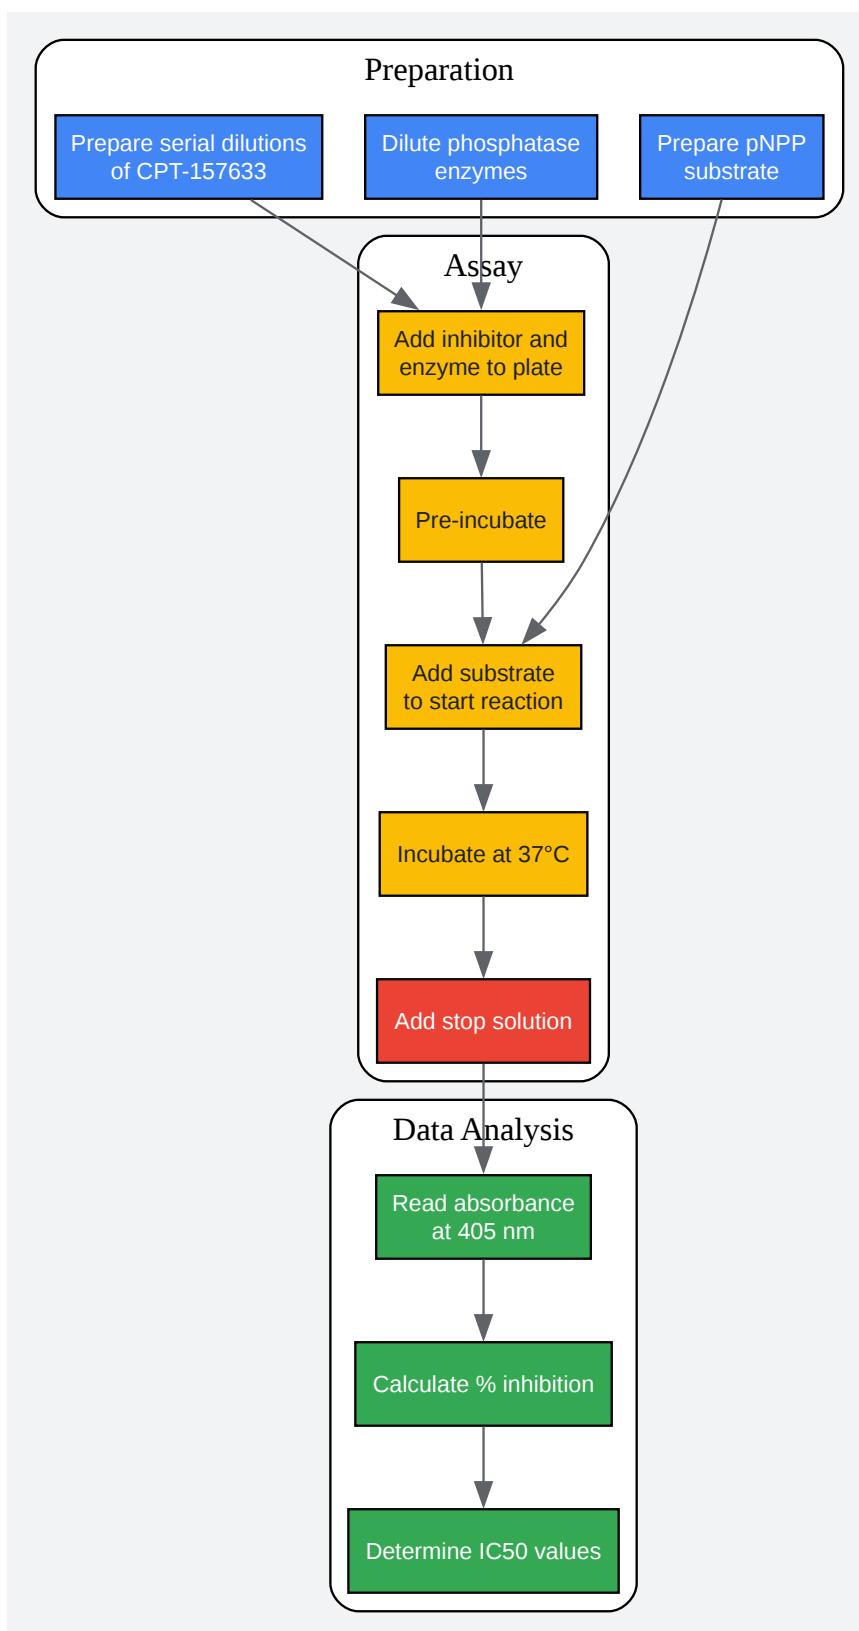 Preparation
Prepare serial dilutions
of CPT-157633
Dilute phosphatase
enzymes
Prepare pNPP
substrate
Assay
Add inhibitor and
enzyme to plate
Pre-incubate
Add substrate
to start reaction
Incubate at 37°C
Add stop solution
Data Analysis
Read absorbance
at 405 nm
Calculate % inhibition
Determine IC50 values